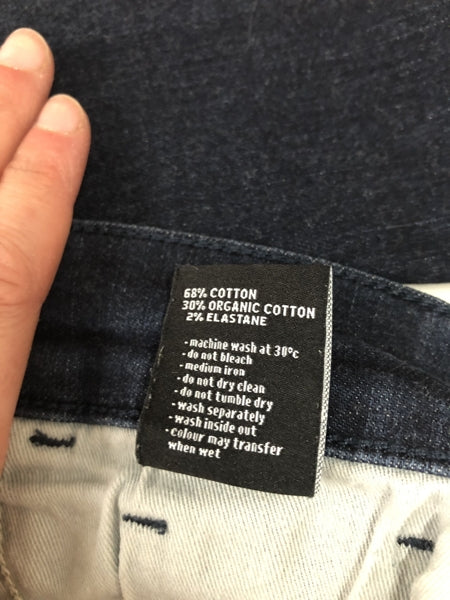 68% COTTON
30% ORGANIC COTTON
2% ELASTANE
- machine wash at 30°c
- do not bleach
- medium iron
- do not dry clean
- do not tumble dry
- wash separately
- wash inside out
- colour may transfer
when wet